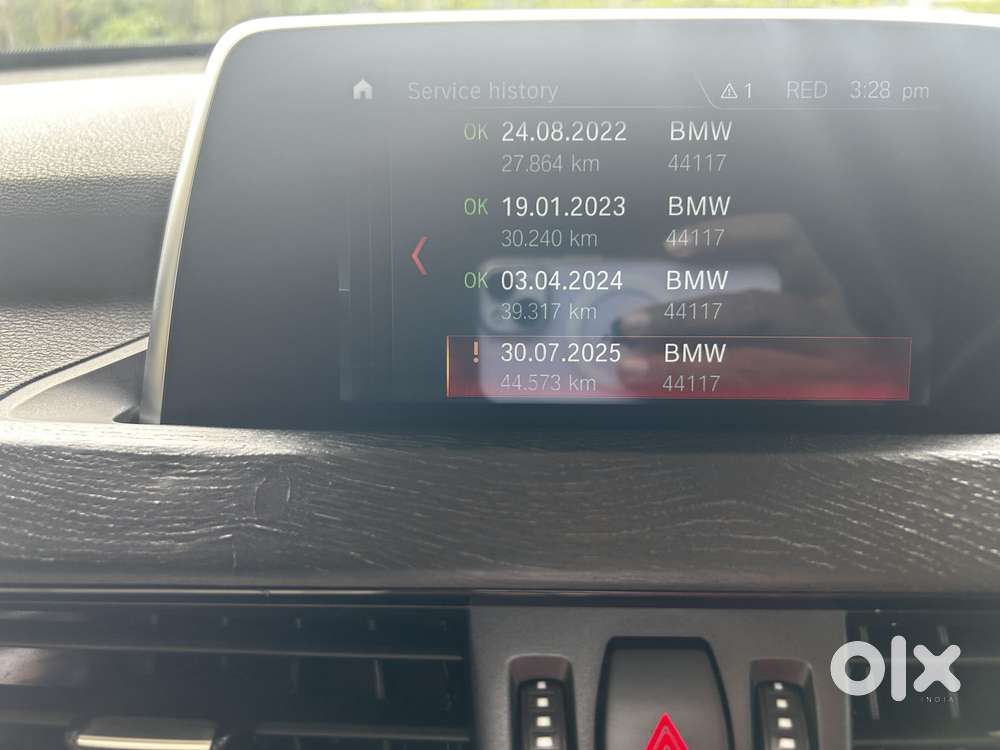 Service history
1 RED 3:28 pm
OK 24.08.2022 BMW
27.864 km 44117
OK 19.01.2023 BMW
30.240 km 44117
OK 03.04.2024 BMW
39.317 km 44117
! 30.07.2025 BMW
44.573 km 44117
olx
INDIA